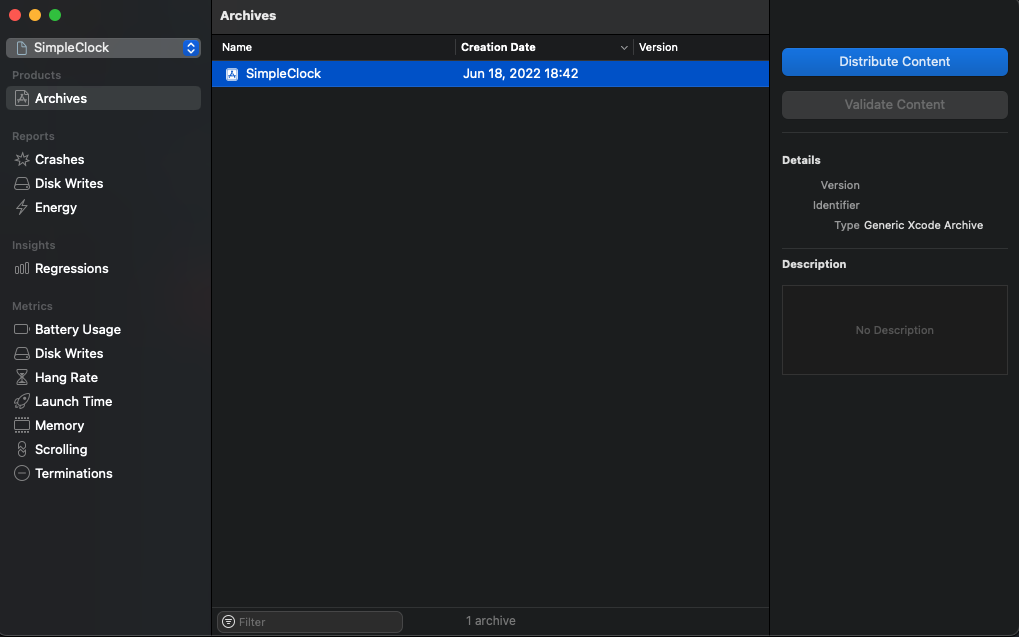 SimpleClock
Products
Archives
Reports
Crashes
Disk Writes
Energy
Insights
Regressions
Metrics
Battery Usage
Disk Writes
Hang Rate
Launch Time
Memory
Scrolling
Terminations
Archives
Name Creation Date Version
SimpleClock Jun 18, 2022 18:42
Filter 1 archive
Distribute Content
Validate Content
Details
Version
Identifier
Type Generic Xcode Archive
Description
No Description